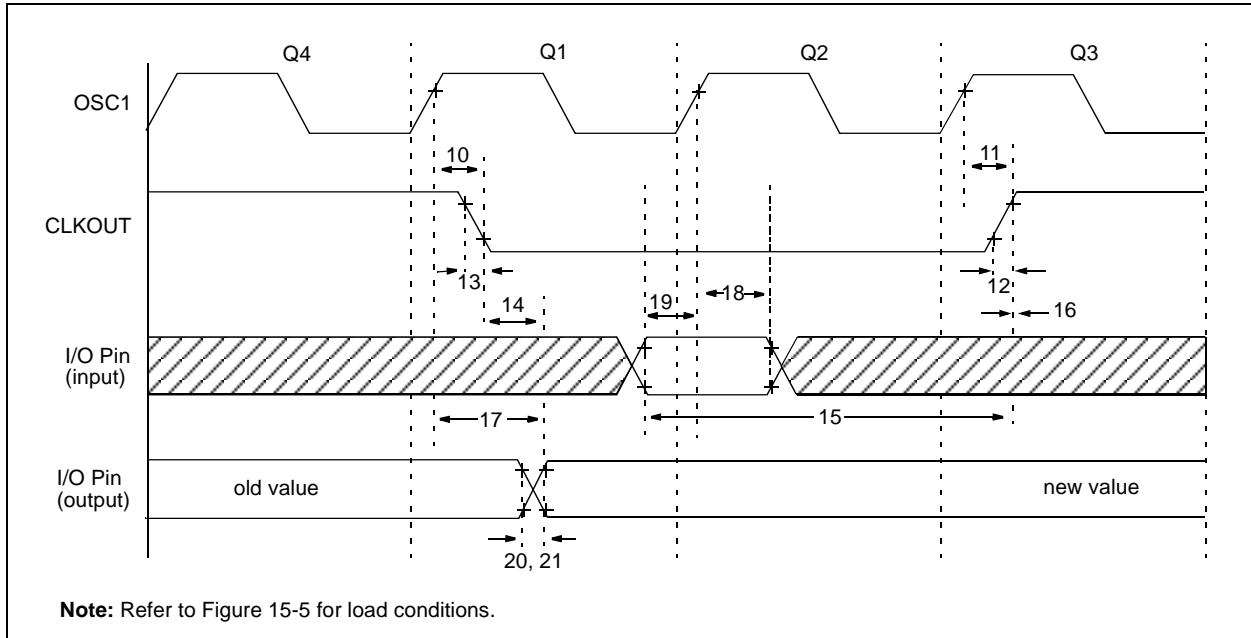 Q4 Q1 Q2 Q3
OSC1
10 11
CLKOUT
13 12
14 19 18 16
I/O Pin
(input)
17 15
I/O Pin
(output)
old value new value
20, 21
Note: Refer to Figure 15-5 for load conditions.